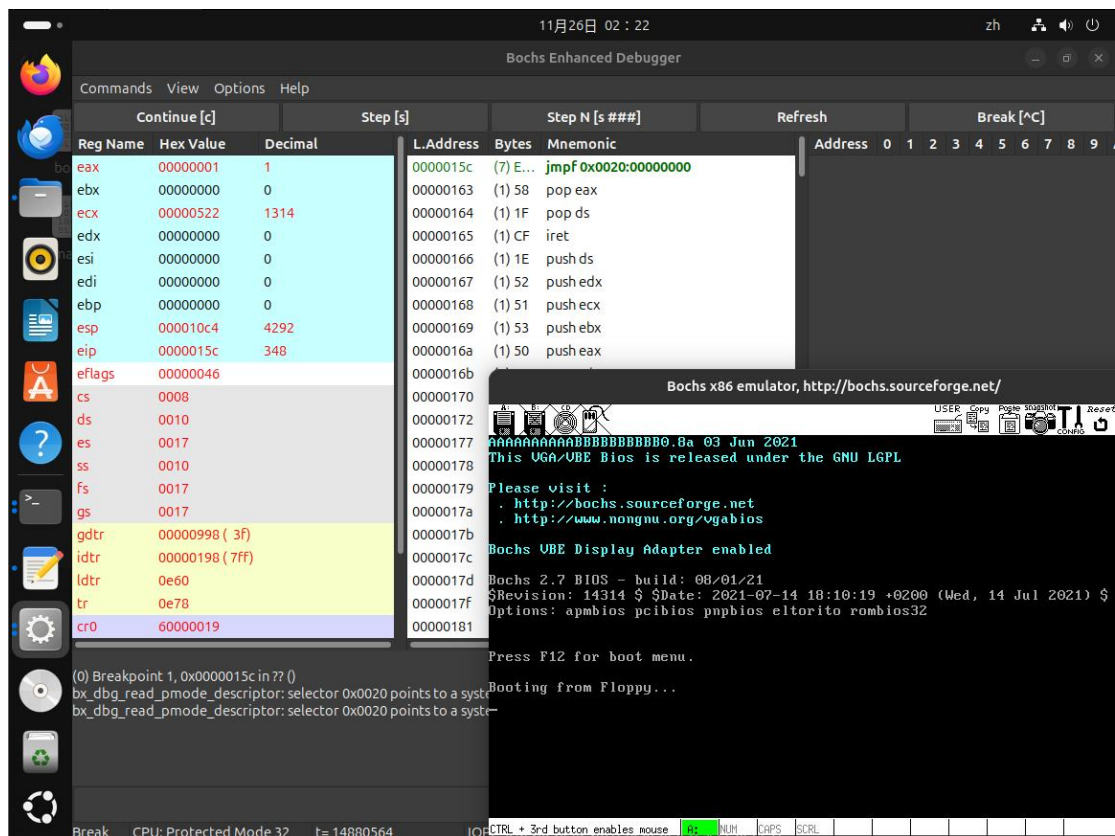 11月26日 02：22
zh
Bochs Enhanced Debugger
Commands View Options Help
Continue [c] Step [s] Step N [s ###] Refresh Break [^C]
Reg Name Hex Value Decimal
eax 00000001 1
ebx 00000000 0
ecx 00000522 1314
edx 00000000 0
esi 00000000 0
edi 00000000 0
ebp 00000000 0
esp 000010c4 4292
eip 0000015c 348
eflags 00000046
cs 0008
ds 0010
es 0017
ss 0010
fs 0017
gs 0017
gdtr 00000998 ( 3f)
idtr 00000198 ( 7ff)
ldtr 0e60
tr 0e78
cr0 60000019
L.Address Bytes Mnemonic
0000015c (7) E... jmpf 0x0020:00000000
00000163 (1) 58 pop eax
00000164 (1) 1F pop ds
00000165 (1) CF iret
00000166 (1) 1E push ds
00000167 (1) 52 push edx
00000168 (1) 51 push ecx
00000169 (1) 53 push ebx
0000016a (1) 50 push eax
0000016b
00000170
00000172
00000177
00000178
00000179
0000017a
0000017b
0000017c
0000017d
0000017f
00000181
Address 0 1 2 3 4 5 6 7 8 9
(0) Breakpoint 1, 0x0000015c in ?? ()
bx_dbg_read_pmode_descriptor: selector 0x0020 points to a syste
bx_dbg_read_pmode_descriptor: selector 0x0020 points to a syste
Break CPU: Protected Mode 32 t= 14880564 IOP
Bochs x86 emulator, http://bochs.sourceforge.net/
A: B: CD
USER Copy Paste snapshot CONFIG Reset
AAAAAAAAAABBBBBBBBBB0.8a 03 Jun 2021
This VGA/VBE Bios is released under the GNU LGPL
Please visit :
. http://bochs.sourceforge.net
. http://www.nongnu.org/vgabios
Bochs VBE Display Adapter enabled
Bochs 2.7 BIOS - build: 08/01/21
$Revision: 14314 $ $Date: 2021-07-14 18:10:19 +0200 (Wed, 14 Jul 2021) $
Options: apmbios pcibios pnpbios eltorito rombios32
Press F12 for boot menu.
Booting from Floppy...
CTRL + 3rd button enables mouse A: NUM CAPS SCRL